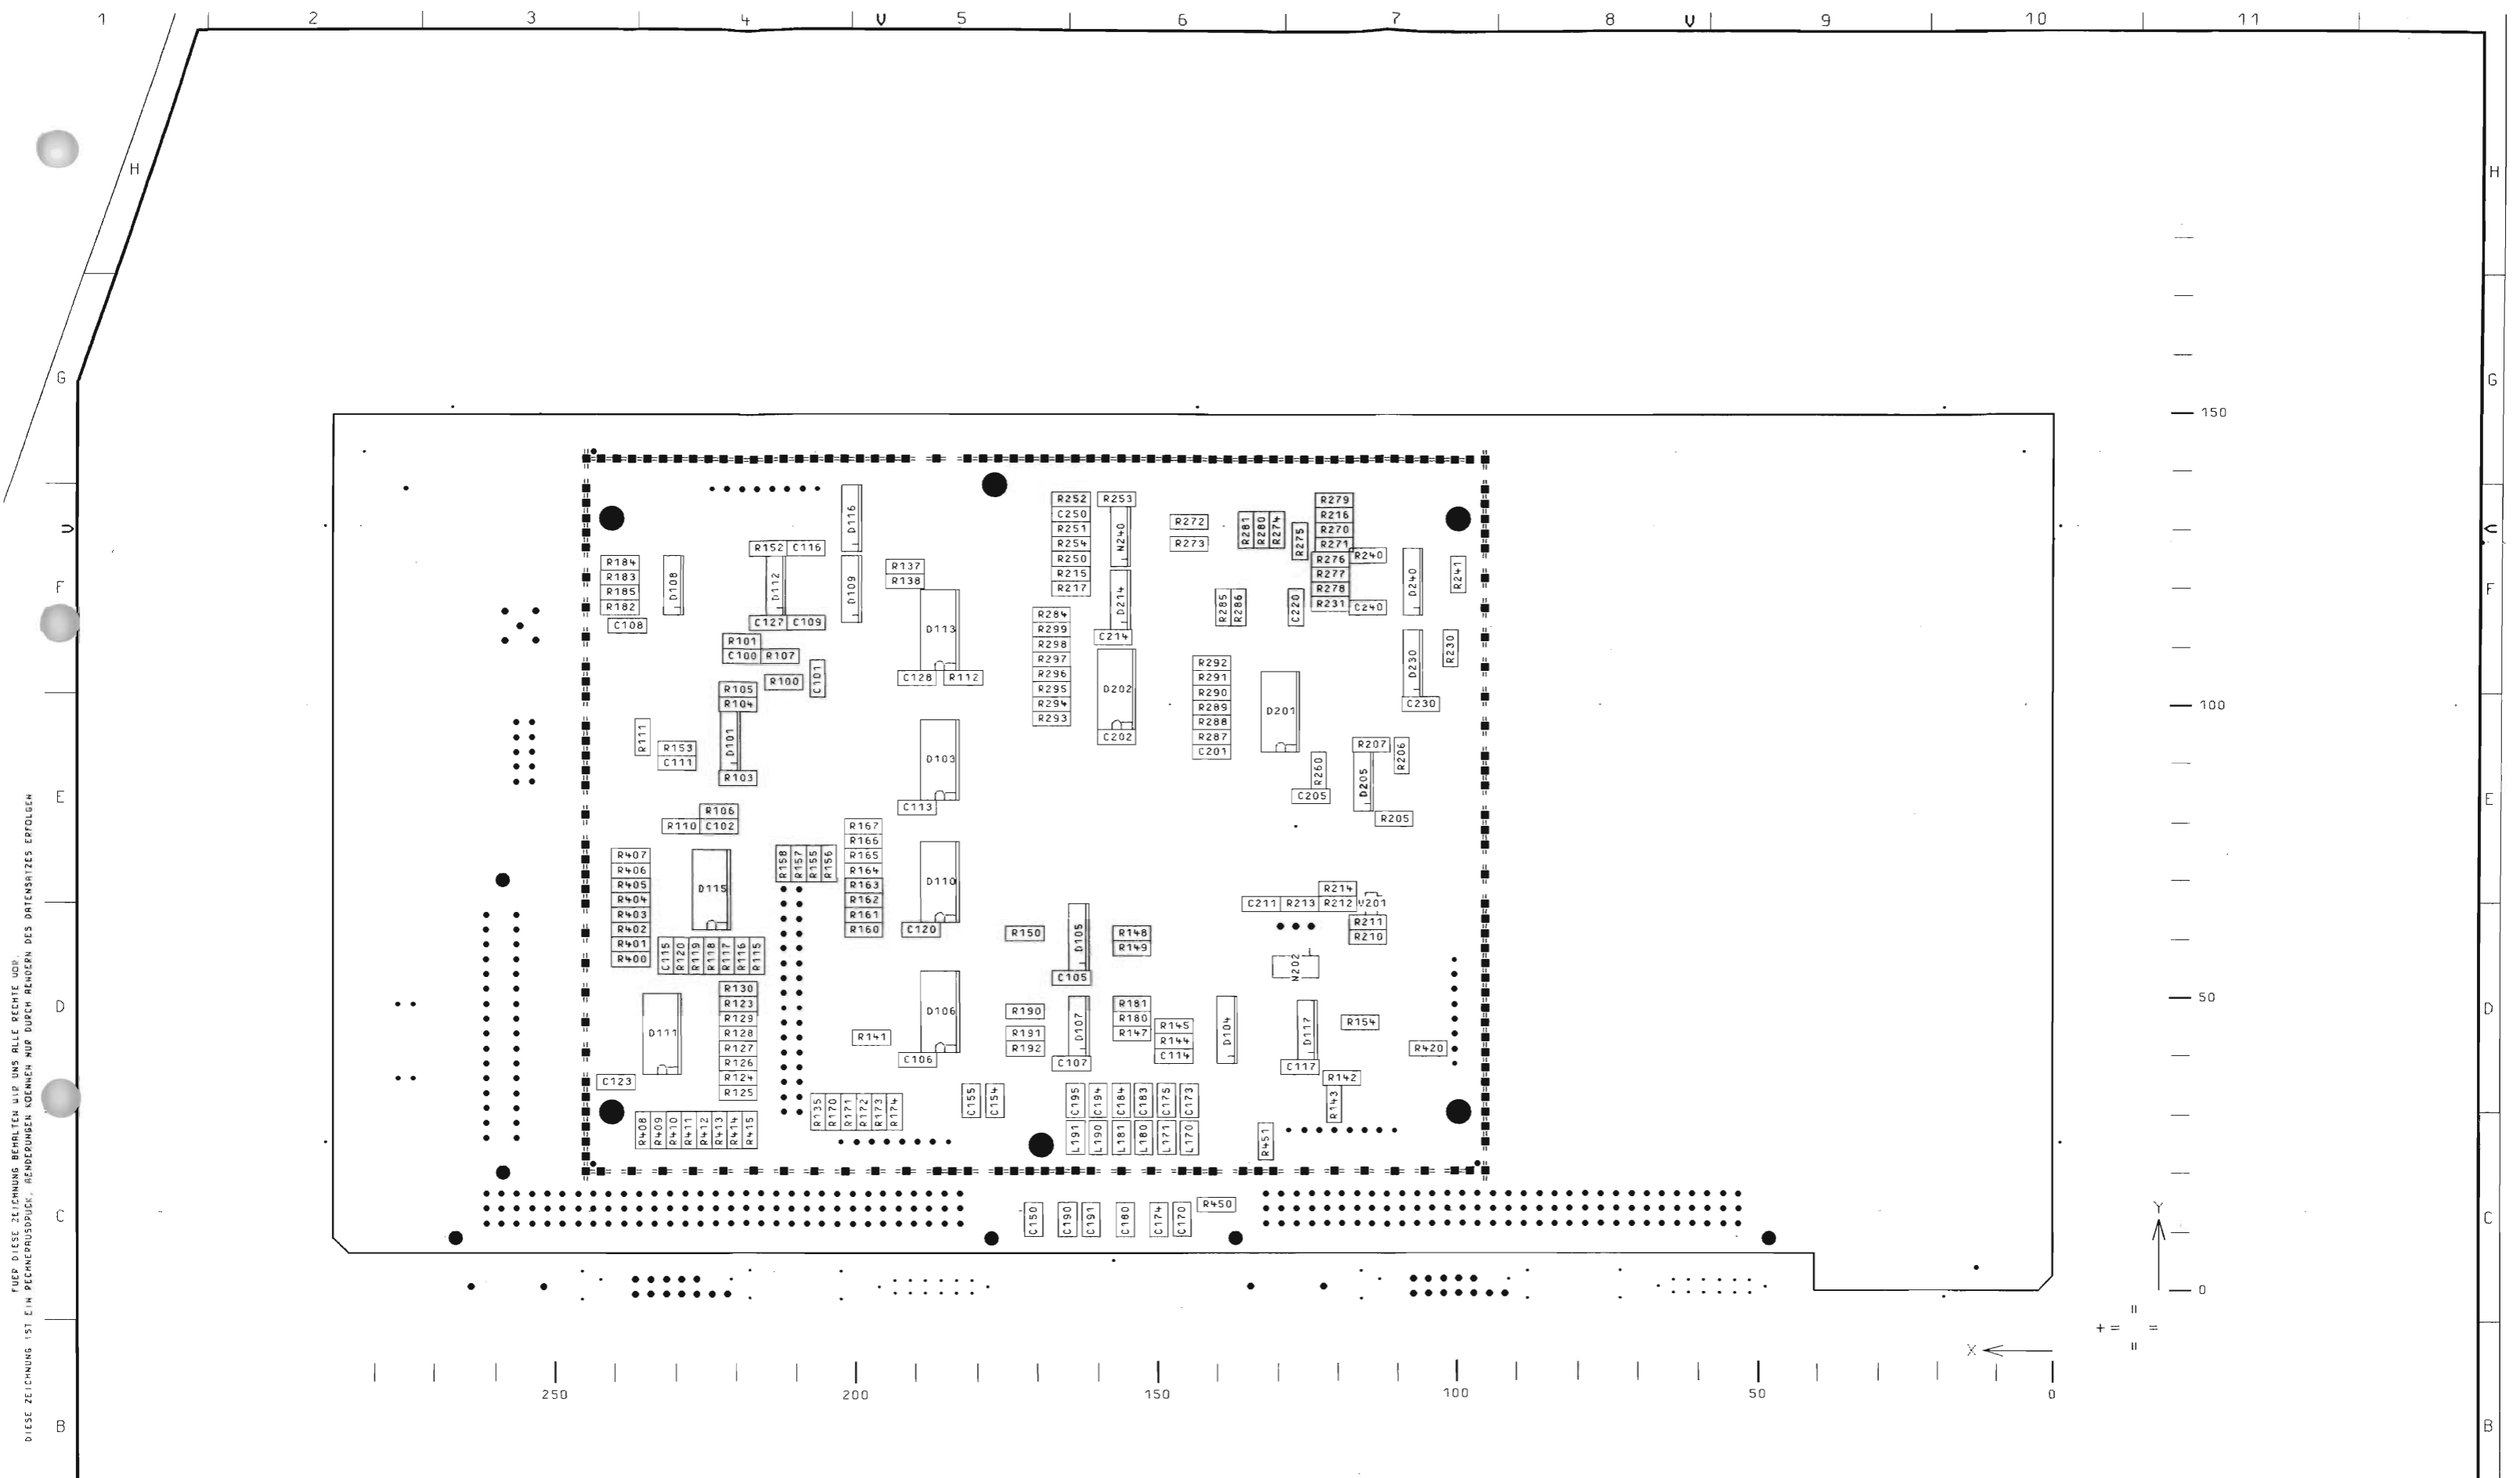 1 2 3 4 V 5 6 7 8 V 9 10 11
H H
G G
150
R252 R253 R279
C250 R216
D116 R251 N240 R272 R281 R280 R274 R275 R270
V V
R152 C116 R254 R273 R271
R184 R137 R250 R276 R240
R183 D108 D112 D109 R138 R215 R277 D240 R241
F R185 R217 D214 R278 F
R182 R285 R286 C220 R231 C240
C108 C127 C109 D113 R284
R299 C214
R101 R298 R230
C100 R107 R297 R292 D230
R100 C101 C128 R112 R296 R291
R105 R295 D202 R290
R104 R294 R289 C230 100
R293 R288 D201
R111 D101 C202 R287
R153 D103 C201 R207 R206
C111 R260 D205
R103
E C205 E
R106 C113 R205
R110 C102 R167
R166
R407 R158 R157 R155 R156 R165
R406 R164
R405 D115 R163 D110 R214
R404 R162 C211 R213 R212 V201
R403 R161 R211
R402 R160 C120 R150 D105 R148 R210
R401 C115 R120 R119 R118 R117 R116 R115 R149
R400 N202
C105
R130
D R123 R181 50 D
R129 D106 R190 R180
D111 R128 R141 R191 D107 R147 R145 D104 D117 R154
R127 R192 R144 R420
R126 C106 C107 C114 C117
C123 R124 R142
R125 C155 C154 C195 C194 C184 C183 C175 C173 R143
R408 R409 R410 R411 R412 R413 R414 R415 R135 R170 R171 R172 R173 R174
L191 L190 L181 L180 L171 L170 R451
C C150 C190 C191 C180 C174 C170 R450 C
Y
0
X
250 200 150 100 50 0
B B
FUER DIESE ZEICHNUNG BEHALTEN WIR UNS ALLE RECHTE VOR.
DIESE ZEICHNUNG IST EIN RECHNERAUSDRUCK, AENDERUNGEN KOENNEN NUR DURCH AENDERN DES DATENSATZES ERFOLGEN